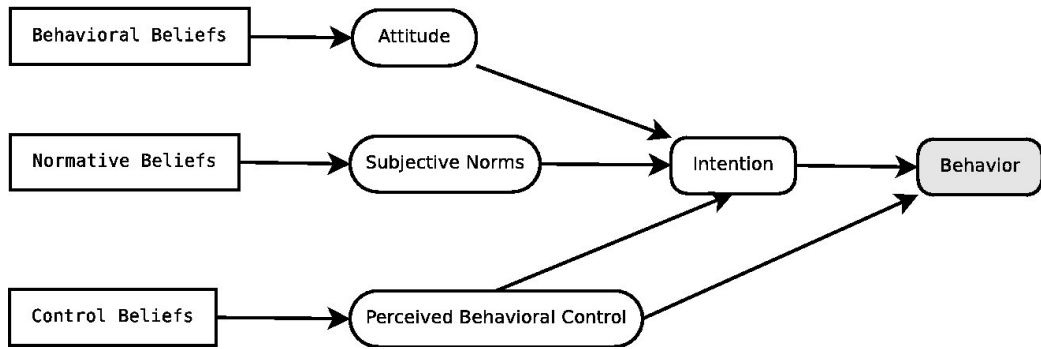 Behavioral Beliefs
Attitude
Normative Beliefs
Subjective Norms
Intention
Behavior
Control Beliefs
Perceived Behavioral Control